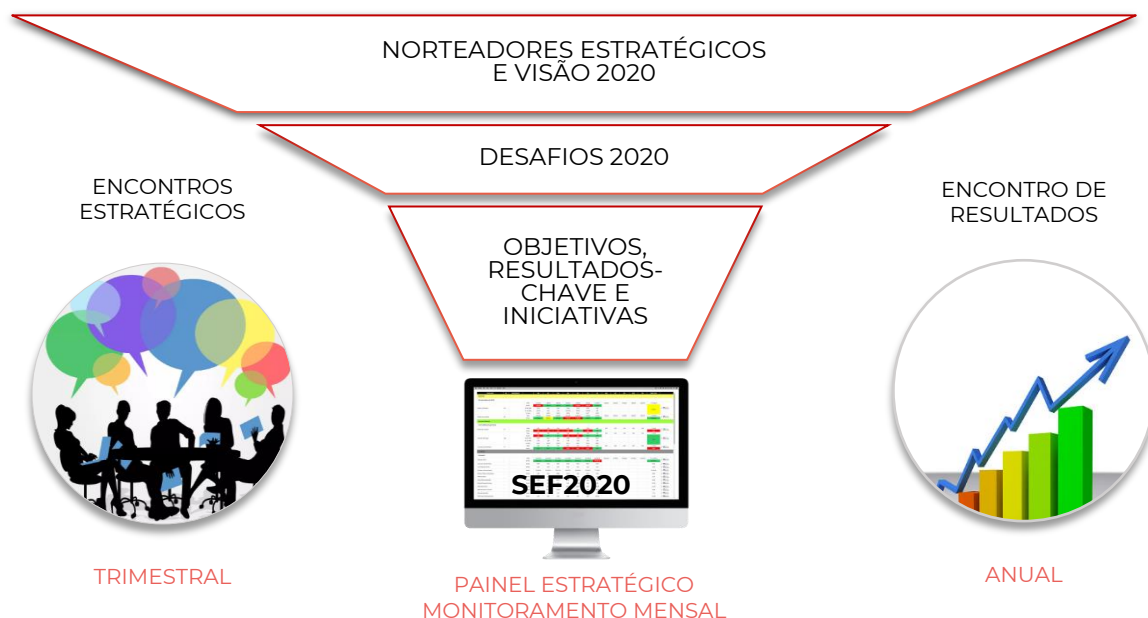 NORTEADORES ESTRATÉGICOS
E VISÃO 2020
DESAFIOS 2020
ENCONTROS
ESTRATÉGICOS
ENCONTRO DE
RESULTADOS
OBJETIVOS,
RESULTADOS-
CHAVE E
INICIATIVAS
SEF2020
TRIMESTRAL
PAINEL ESTRATÉGICO
MONITORAMENTO MENSAL
ANUAL